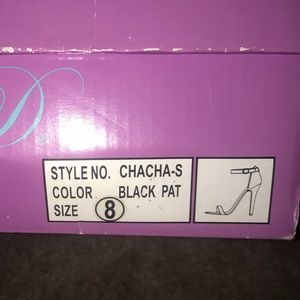 D.
STYLE NO. CHACHA-S
COLOR BLACK PAT
SIZE 8